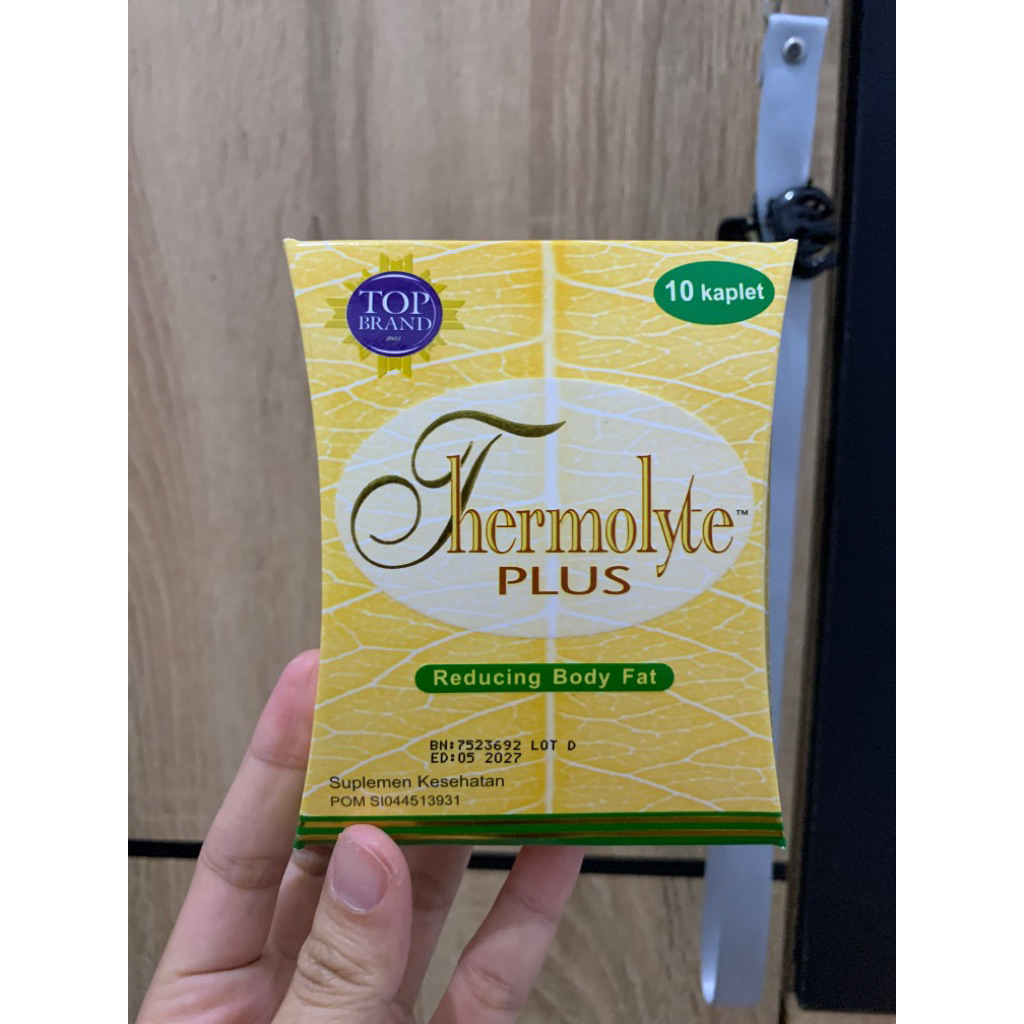 TOP
BRAND
2022
10 kaplet
Thermolyte™
PLUS
Reducing Body Fat
BN:7523692 LOT D
ED:05 2027
Suplemen Kesehatan
POM SI044513931